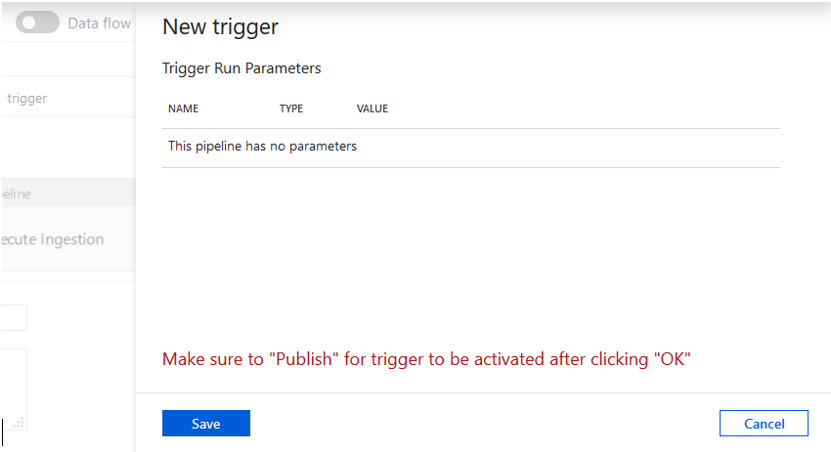 New trigger
Data flow
Trigger Run Parameters
trigger
NAME TYPE VALUE
This pipeline has no parameters
peline
ecute Ingestion
Make sure to "Publish" for trigger to be activated after clicking "OK"
Save Cancel